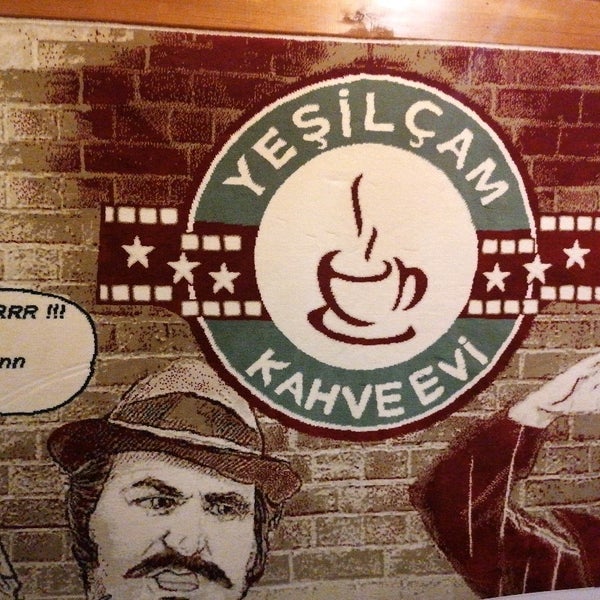 YEŞİLÇAM
KAHVE EVİ
RRR !!!
nn